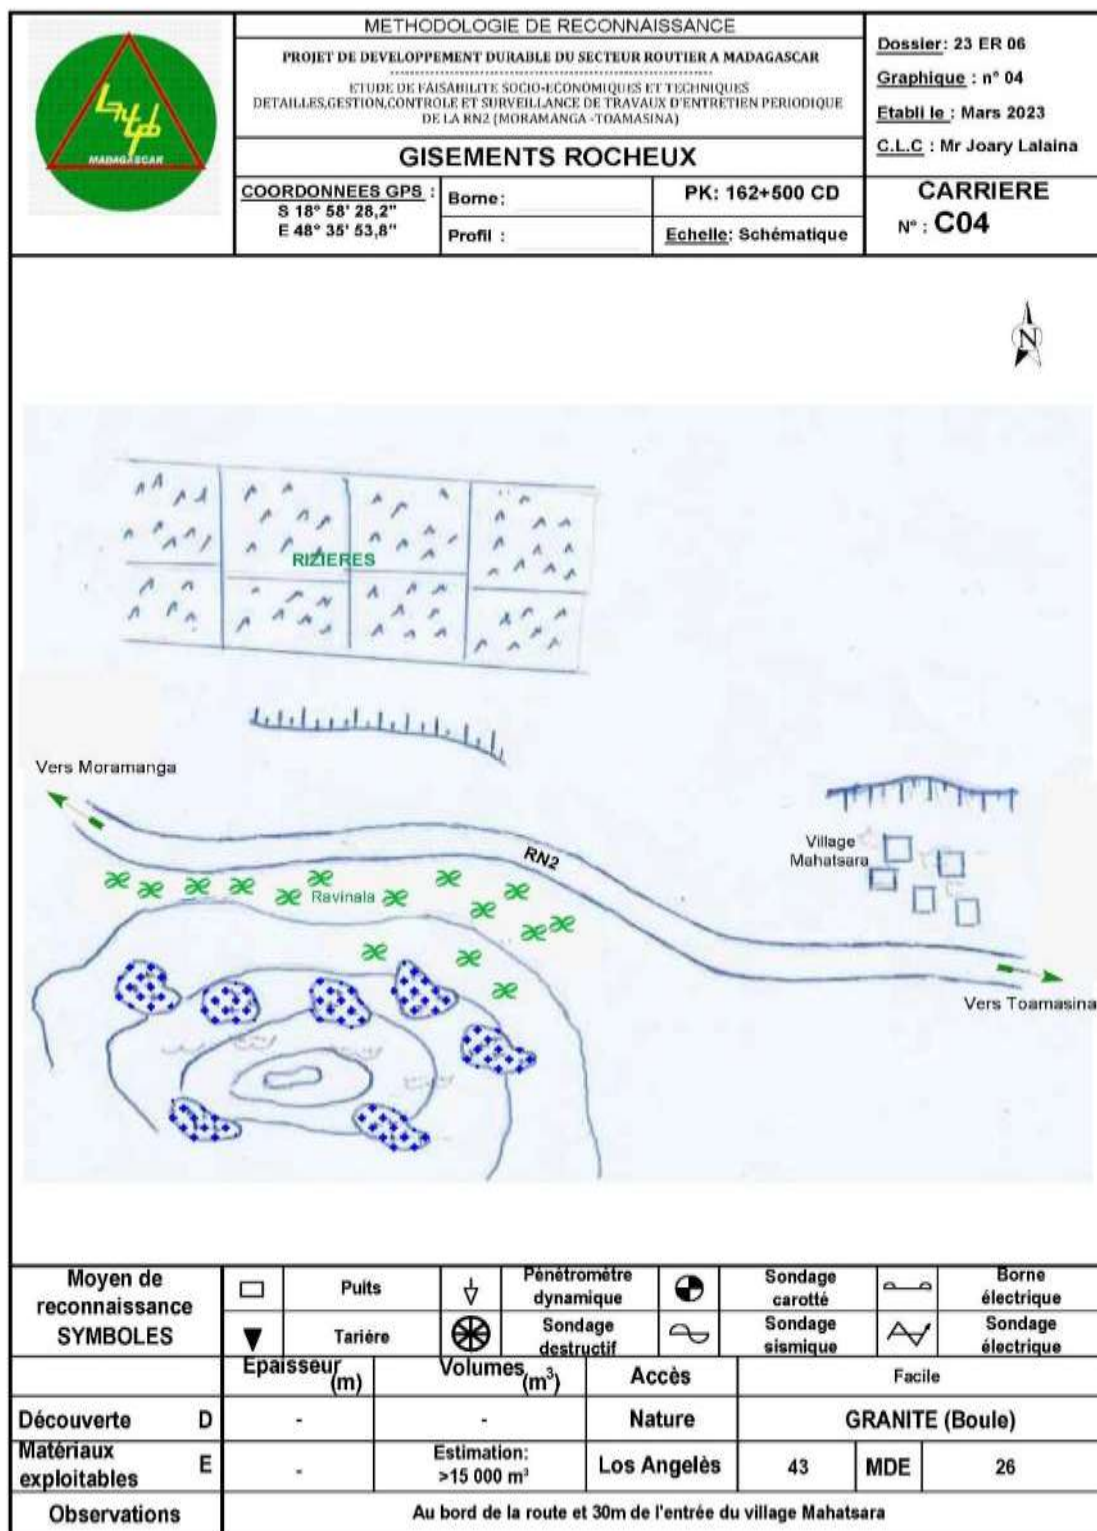 METHODOLOGIE DE RECONNAISSANCE
PROJET DE DEVELOPPEMENT DURABLE DU SECTEUR ROUTIER A MADAGASCAR
ETUDE DE FAISABILITE SOCIO-ECONOMIQUES ET TECHNIQUES
DETAILLES,GESTION,CONTROLE ET SURVEILLANCE DE TRAVAUX D'ENTRETIEN PERIODIQUE
DE LA RN2 (MORAMANGA -TOAMASINA)
GISEMENTS ROCHEUX
MADAGASCAR
Dossier: 23 ER 06
Graphique : n° 04
Etabli le : Mars 2023
C.L.C : Mr Joary Lalaina
COORDONNEES GPS :
S 18° 58' 28,2"
E 48° 35' 53,8"
Borne:
Profil :
PK: 162+500 CD
Echelle: Schématique
CARRIERE
N° : C04
N
RIZIERES
Vers Moramanga
RN2
Village
Mahatsara
Ravinala
Vers Toamasina
Moyen de
reconnaissance
SYMBOLES
Puits
Pénétromètre
dynamique
Sondage
carotté
Borne
électrique
Tarière
Sondage
destructif
Sondage
sismique
Sondage
électrique
Epaisseur
(m)
Volumes
(m³)
Accès
Facile
Découverte D
-
-
Nature
GRANITE (Boule)
Matériaux
exploitables E
-
Estimation:
>15 000 m³
Los Angelès
43
MDE
26
Observations
Au bord de la route et 30m de l'entrée du village Mahatsara